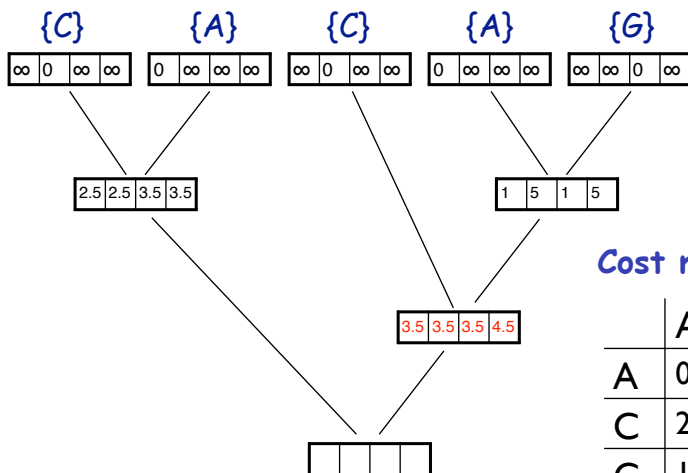 {C} {A} {C} {A} {G}
∞ 0 ∞ ∞ 0 ∞ ∞ ∞ ∞ 0 ∞ ∞ 0 ∞ ∞ ∞ ∞ ∞ 0 ∞
2.5 2.5 3.5 3.5 1 5 1 5
Cost
3.5 3.5 3.5 4.5
A
A 0
C 2